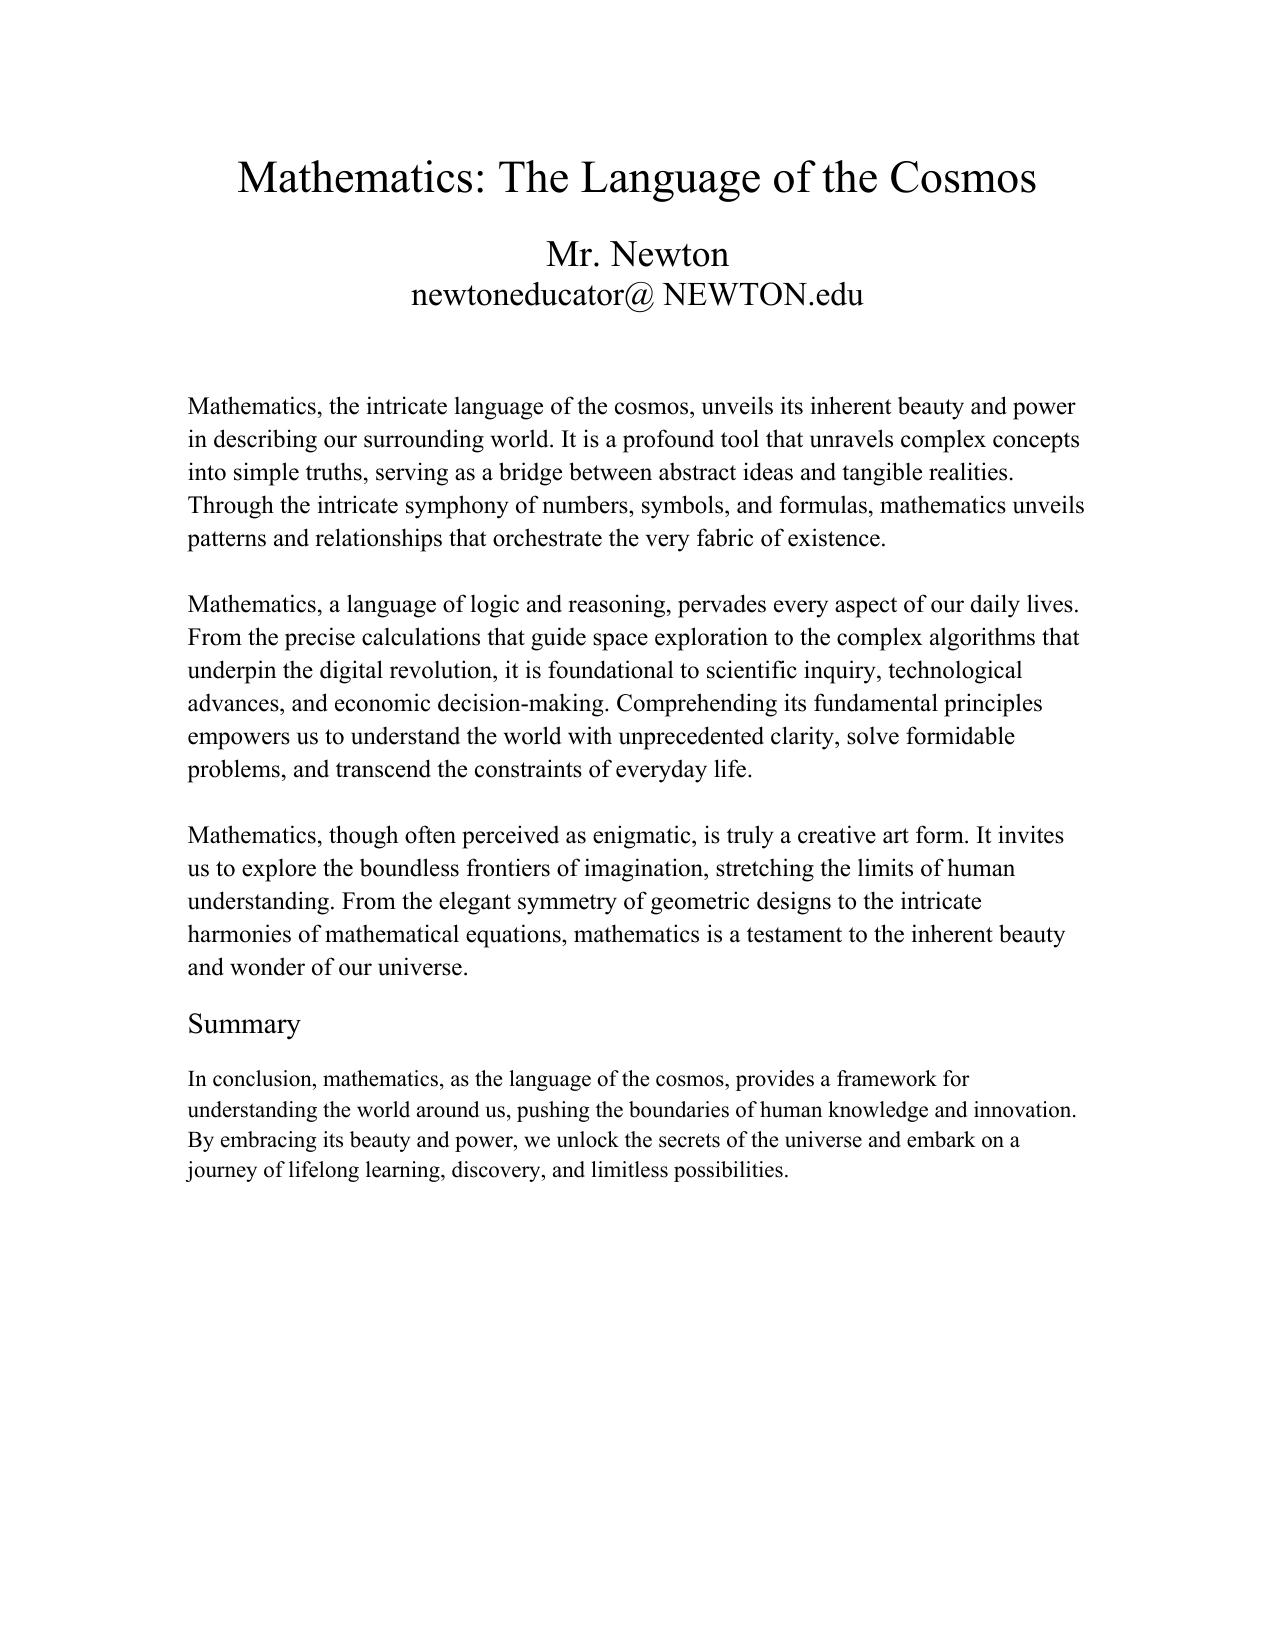 Mathematics: The Language of the Cosmos
Mr. Newton
newtoneducator@ NEWTON.edu
Mathematics, the intricate language of the cosmos, unveils its inherent beauty and power
in describing our surrounding world. It is a profound tool that unravels complex concepts
into simple truths, serving as a bridge between abstract ideas and tangible realities.
Through the intricate symphony of numbers, symbols, and formulas, mathematics unveils
patterns and relationships that orchestrate the very fabric of existence.
Mathematics, a language of logic and reasoning, pervades every aspect of our daily lives.
From the precise calculations that guide space exploration to the complex algorithms that
underpin the digital revolution, it is foundational to scientific inquiry, technological
advances, and economic decision-making. Comprehending its fundamental principles
empowers us to understand the world with unprecedented clarity, solve formidable
problems, and transcend the constraints of everyday life.
Mathematics, though often perceived as enigmatic, is truly a creative art form. It invites
us to explore the boundless frontiers of imagination, stretching the limits of human
understanding. From the elegant symmetry of geometric designs to the intricate
harmonies of mathematical equations, mathematics is a testament to the inherent beauty
and wonder of our universe.
Summary
In conclusion, mathematics, as the language of the cosmos, provides a framework for
understanding the world around us, pushing the boundaries of human knowledge and innovation.
By embracing its beauty and power, we unlock the secrets of the universe and embark on a
journey of lifelong learning, discovery, and limitless possibilities.